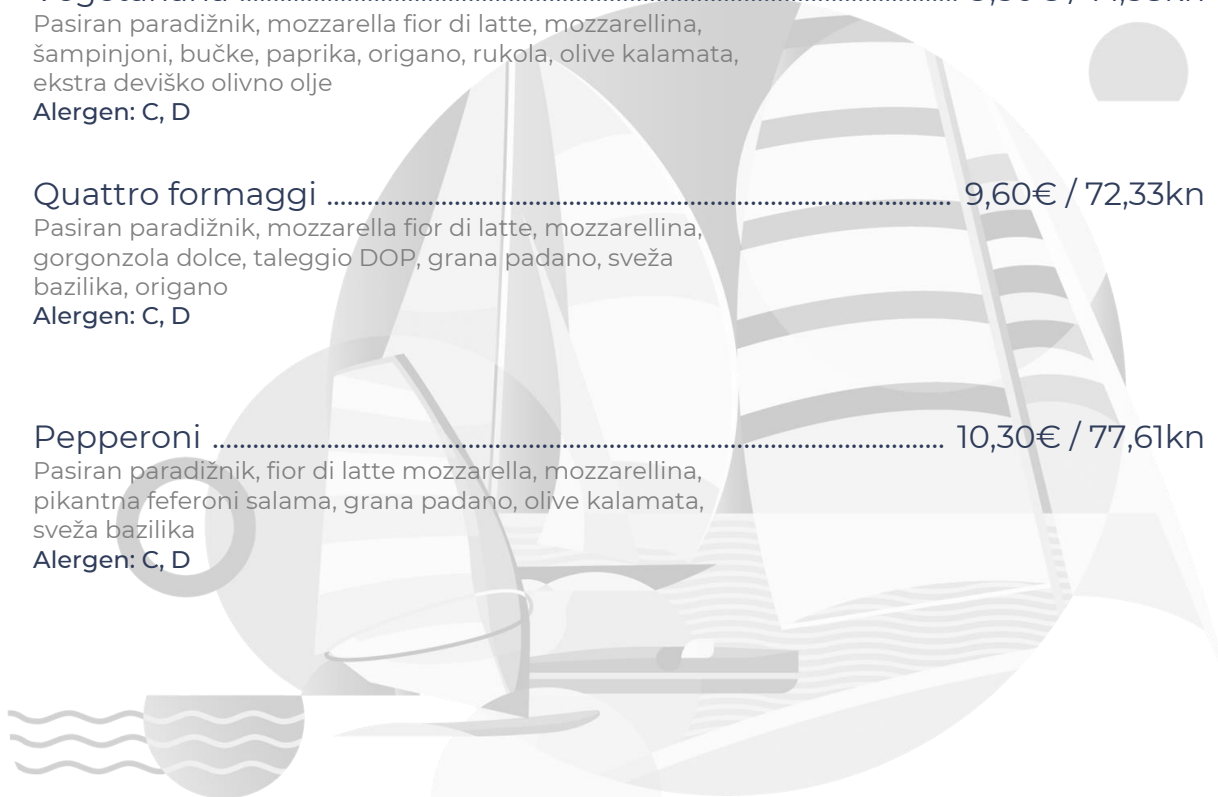 Pasiran paradižnik, mozzarella fior di latte, mozzarellina,
šampinjoni, bučke, paprika, origano, rukola, olive kalamata,
ekstra deviško olivno olje
Alergen: C, D
Quattro formaggi ........................................................................................ 9,60€ / 72,33kn
Pasiran paradižnik, mozzarella fior di latte, mozzarellina,
gorgonzola dolce, taleggio DOP, grana padano, sveža
bazilika, origano
Alergen: C, D
Pepperoni ........................................................................................................ 10,30€ / 77,61kn
Pasiran paradižnik, fior di latte mozzarella, mozzarellina,
pikantna feferoni salama, grana padano, olive kalamata,
sveža bazilika
Alergen: C, D